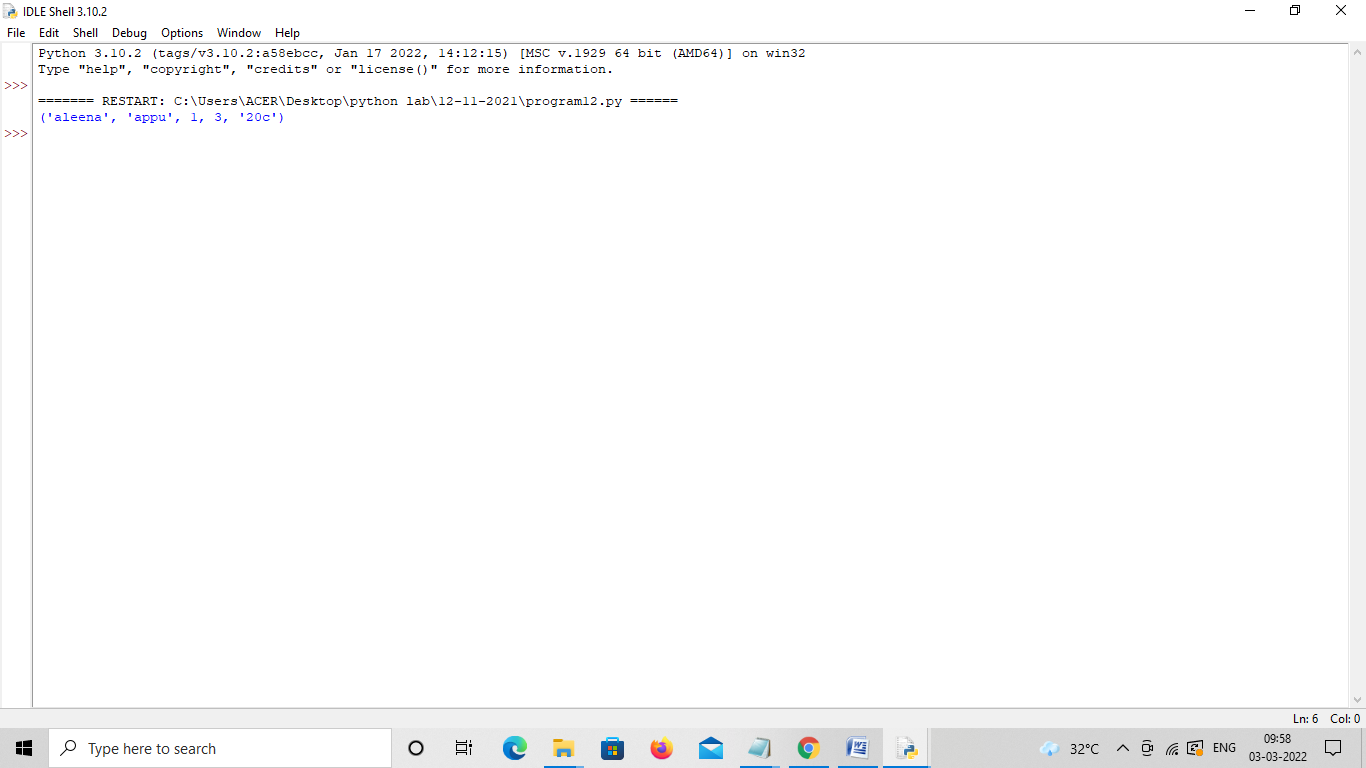 IDLE Shell 3.10.2
File Edit Shell Debug Options Window Help
Python 3.10.2 (tags/v3.10.2:a58ebcc, Jan 17 2022, 14:12:15) [MSC v.1929 64 bit (AMD64)] on win32
Type "help", "copyright", "credits" or "license()" for more information.
>>>
======= RESTART: C:\Users\ACER\Desktop\python lab\12-11-2021\program12.py ======
('aleena', 'appu', 1, 3, '20c')
>>>
Ln: 6 Col: 0
Type here to search
32°C ENG
09:58
03-03-2022